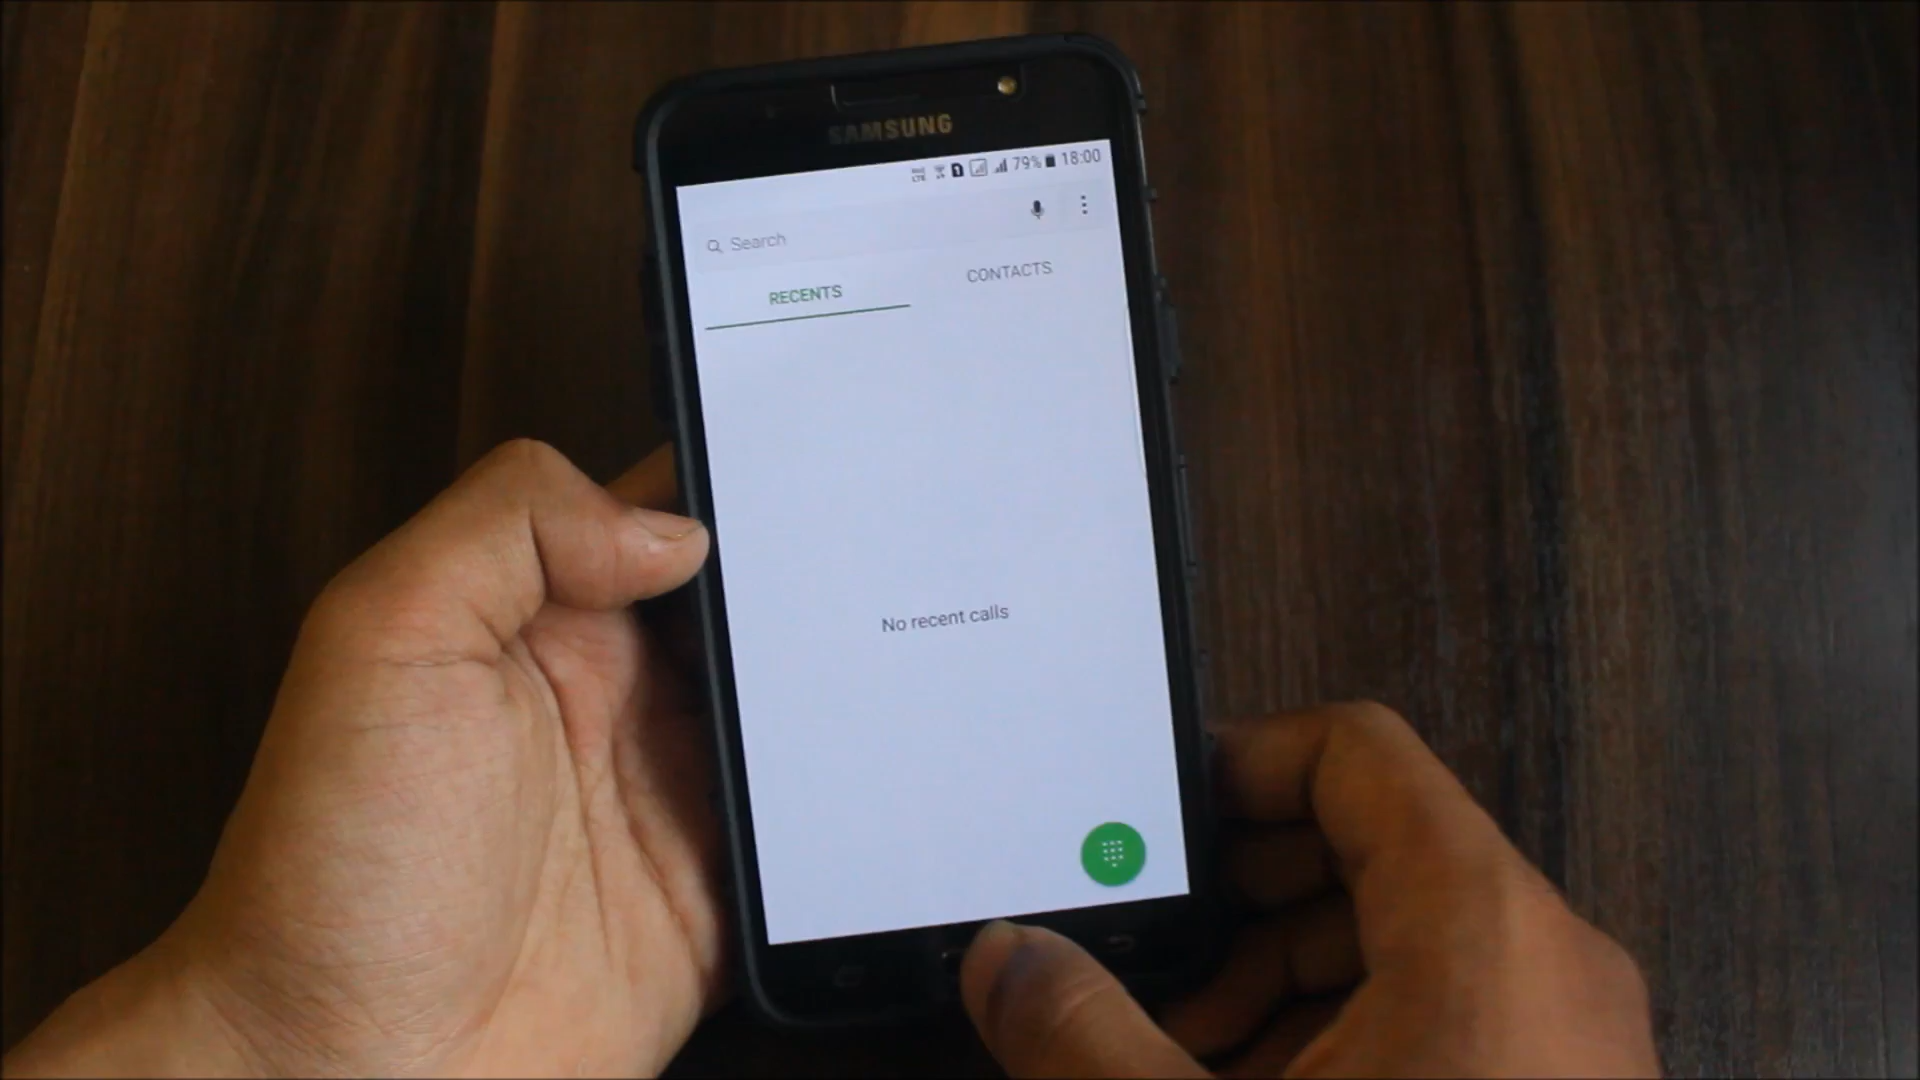 SAMSUNG
79% 18:00
Search
RECENTS CONTACTS
No recent calls